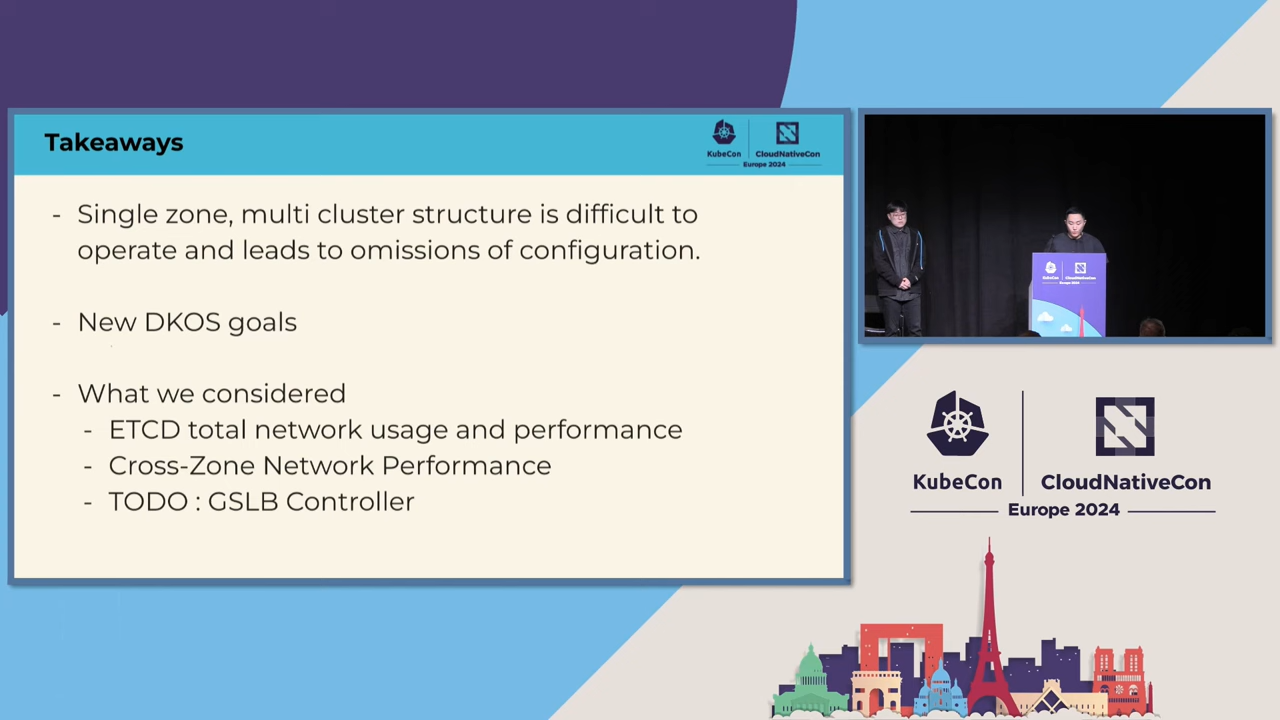 Takeaways
KubeCon
CloudNativeCon
Europe 2024
- Single zone, multi cluster structure is difficult to
operate and leads to omissions of configuration.
- New DKOS goals
- What we considered
- ETCD total network usage and performance
- Cross-Zone Network Performance
- TODO : GSLB Controller
KubeCon
CloudNativeCon
Europe 2024